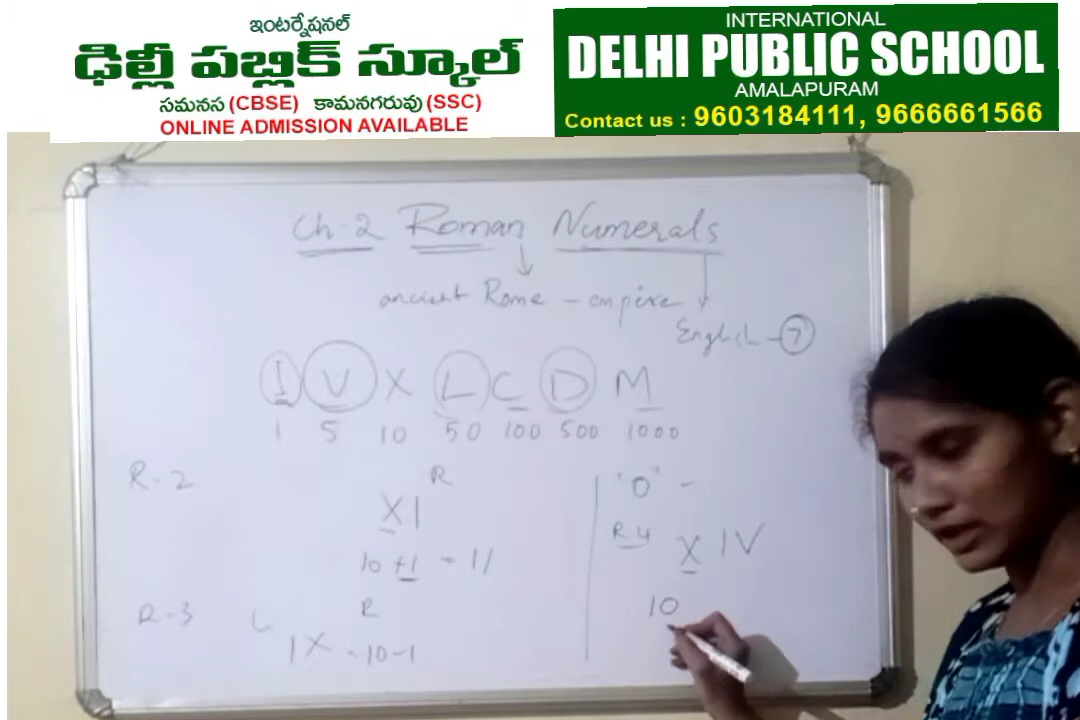 ఇంటర్నేషనల్
ఢిల్లీ పబ్లిక్ స్కూల్
సమనస (CBSE) కామనగరువు (SSC)
ONLINE ADMISSION AVAILABLE
INTERNATIONAL
DELHI PUBLIC SCHOOL
AMALAPURAM
Contact us : 9603184111, 9666661566
Ch-2 Roman Numerals
ancient Rome - empire
English - 7
I V X L C D M
1 5 10 50 100 500 1000
R-2
R
XI
10 +1 = 11
R-3
L
R
IX = 10-1
"0" -
R-4
X IV
10